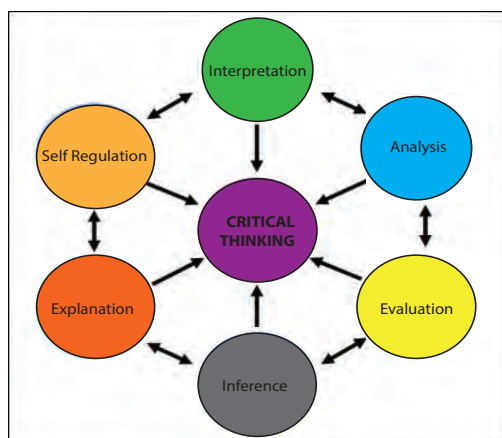 Interpretation
Self Regulation
Analysis
CRITICAL
THINKING
Explanation
Evaluation
Inference